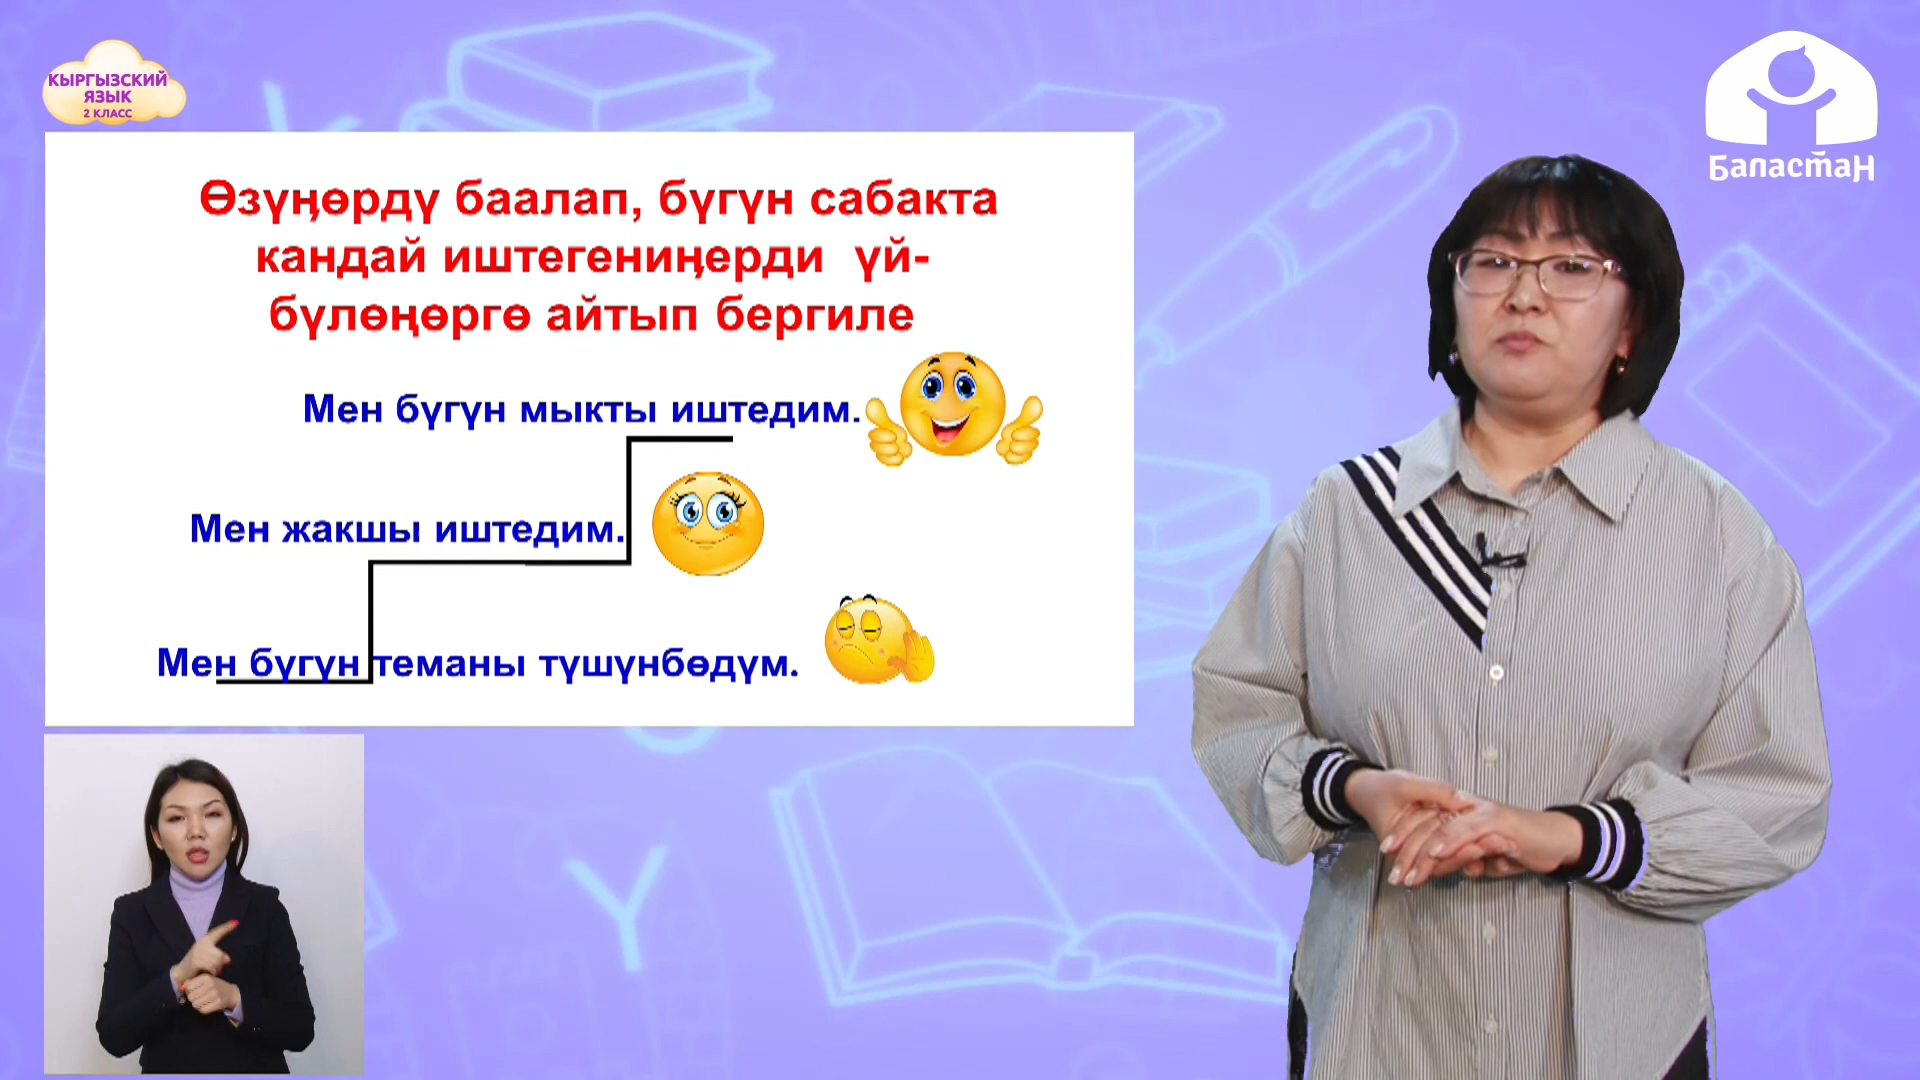 КЫРГЫЗСКИЙ
ЯЗЫК
2 КЛАСС
Баластан
Өзүңөрдү баалап, бүгүн сабакта
кандай иштегениңерди үй-
бүлөңөргө айтып бергиле
Мен бүгүн мыкты иштедим.
Мен жакшы иштедим.
Мен бүгүн теманы түшүнбөдүм.
Ү